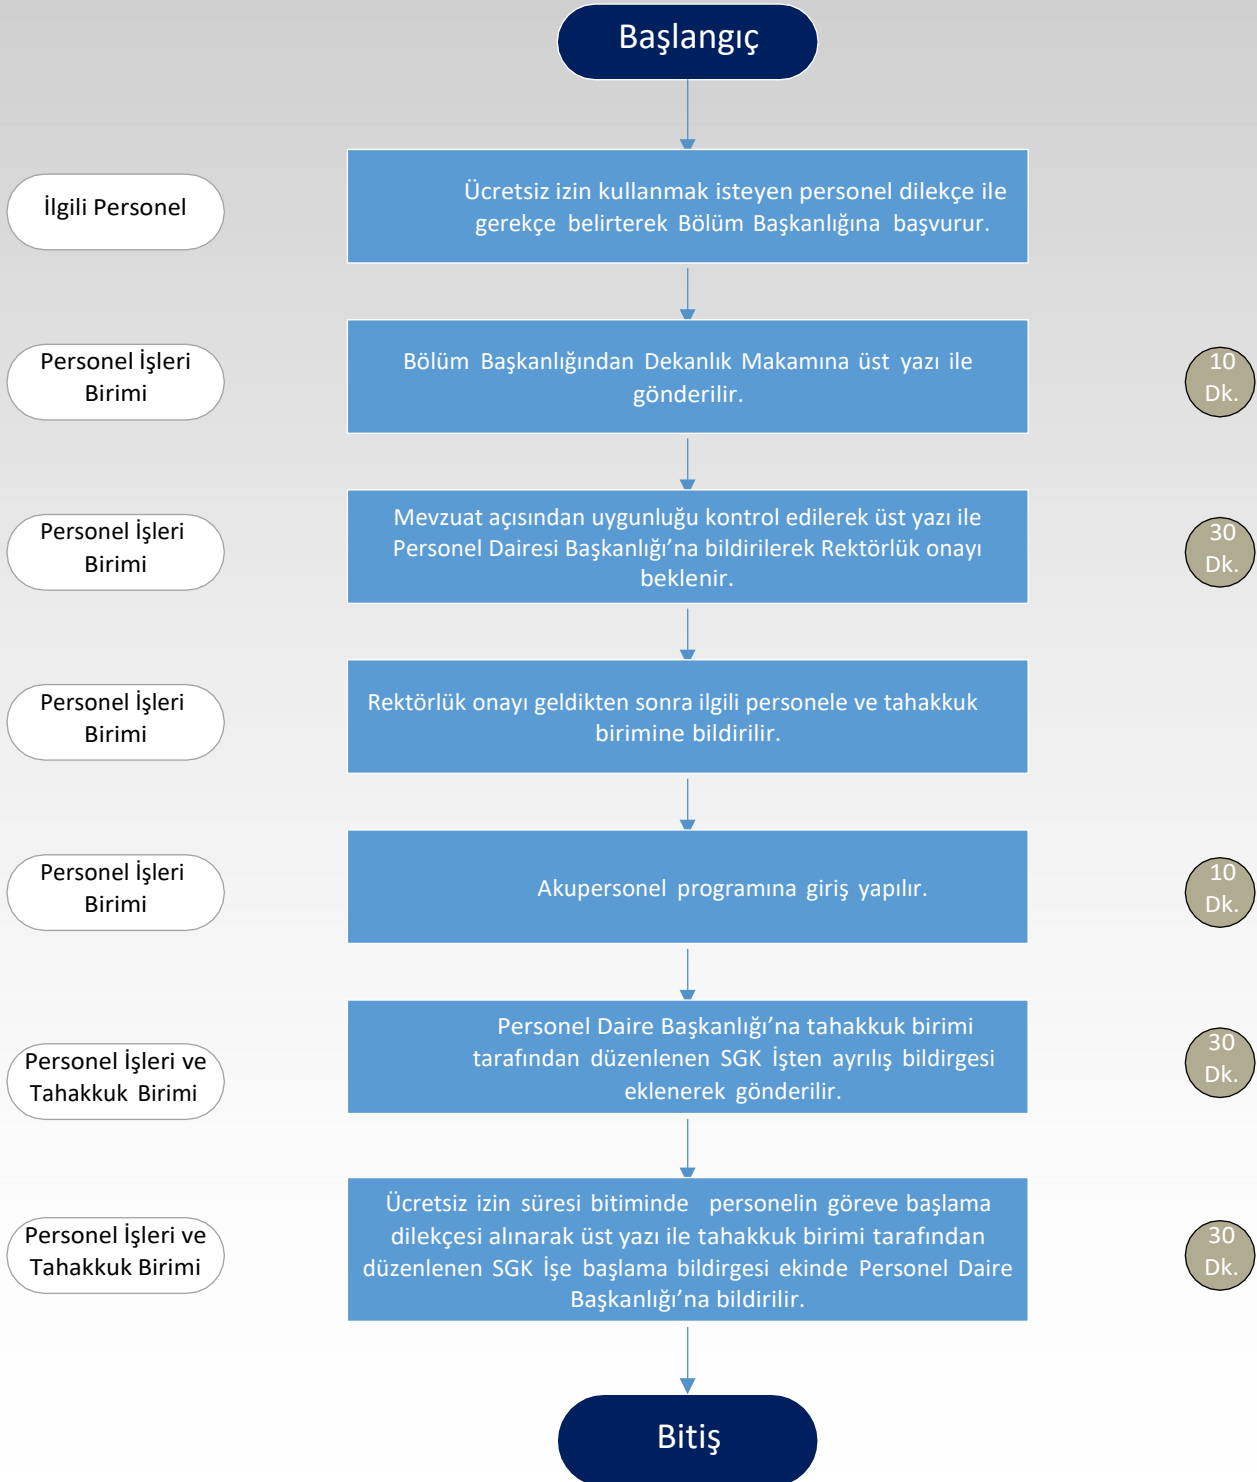 Başlangıç
İlgili Personel
Ücretsiz izin kullanmak isteyen personel dilekçe ile
gerekçe belirterek Bölüm Başkanlığına başvurur.
Personel İşleri
Birimi
Bölüm Başkanlığından Dekanlık Makamına üst yazı ile
gönderilir.
10
Dk.
Personel İşleri
Birimi
Mevzuat açısından uygunluğu kontrol edilerek üst yazı ile
Personel Dairesi Başkanlığı’na bildirilerek Rektörlük onayı
beklenir.
30
Dk.
Personel İşleri
Birimi
Rektörlük onayı geldikten sonra ilgili personele ve tahakkuk
birimine bildirilir.
Personel İşleri
Birimi
Akupersonel programına giriş yapılır.
10
Dk.
Personel İşleri ve
Tahakkuk Birimi
Personel Daire Başkanlığı’na tahakkuk birimi
tarafından düzenlenen SGK İşten ayrılış bildirgesi
eklenerek gönderilir.
30
Dk.
Personel İşleri ve
Tahakkuk Birimi
Ücretsiz izin süresi bitiminde personelin göreve başlama
dilekçesi alınarak üst yazı ile tahakkuk birimi tarafından
düzenlenen SGK İşe başlama bildirgesi ekinde Personel Daire
Başkanlığı’na bildirilir.
30
Dk.
Bitiş